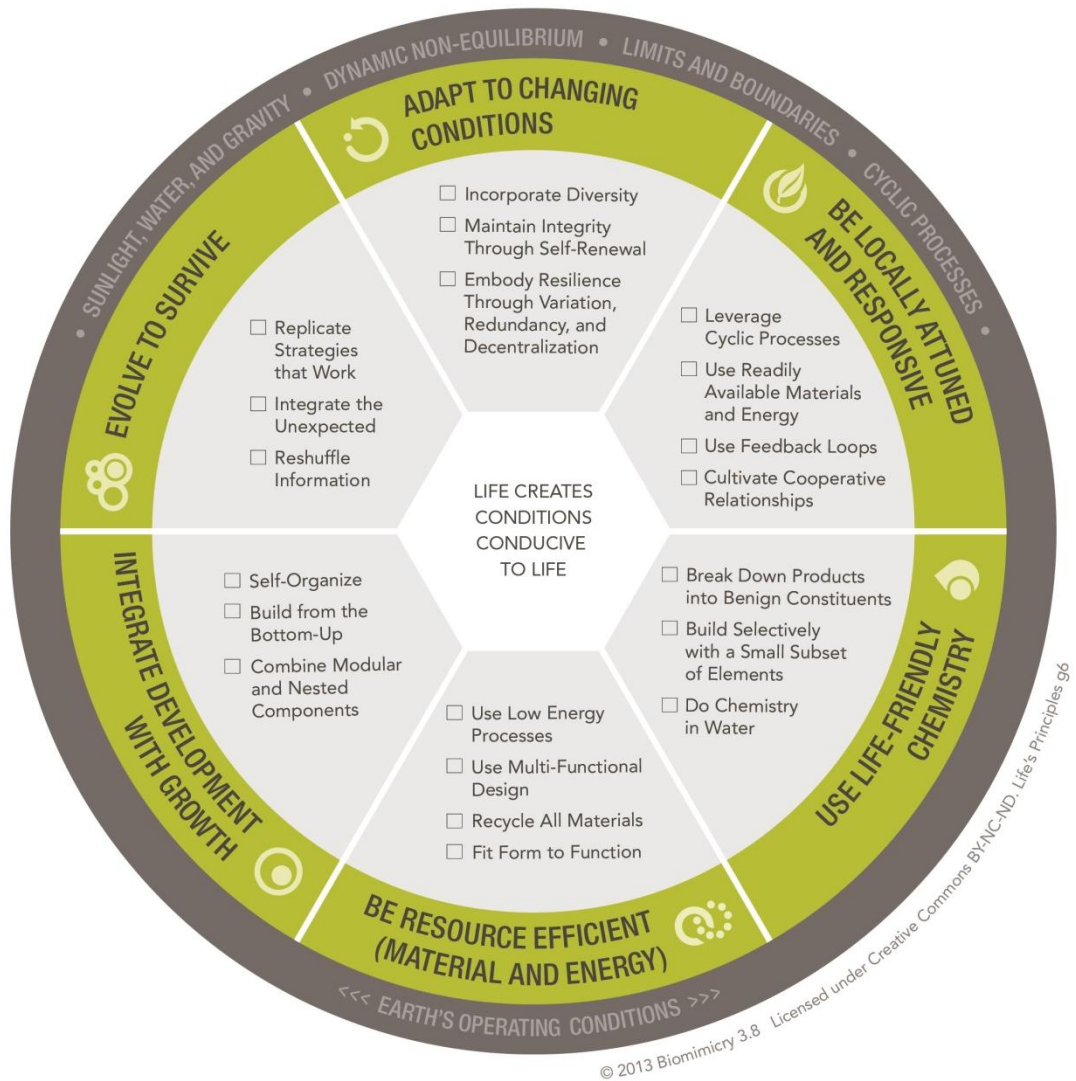 • SUNLIGHT, WATER, AND GRAVITY • DYNAMIC NON-EQUILIBRIUM • LIMITS AND BOUNDARIES • CYCLIC PROCESSES •
ADAPT TO CHANGING
CONDITIONS
☐ Incorporate Diversity
☐ Maintain Integrity
Through Self-Renewal
☐ Embody Resilience
Through Variation,
Redundancy, and
Decentralization
BE LOCALLY ATTUNED
AND RESPONSIVE
☐ Leverage
Cyclic Processes
☐ Use Readily
Available Materials
and Energy
☐ Use Feedback Loops
☐ Cultivate Cooperative
Relationships
USE LIFE-FRIENDLY
CHEMISTRY
☐ Break Down Products
into Benign Constituents
☐ Build Selectively
with a Small Subset
of Elements
☐ Do Chemistry
in Water
BE RESOURCE EFFICIENT
(MATERIAL AND ENERGY)
☐ Use Low Energy
Processes
☐ Use Multi-Functional
Design
☐ Recycle All Materials
☐ Fit Form to Function
INTEGRATE DEVELOPMENT
WITH GROWTH
☐ Self-Organize
☐ Build from the
Bottom-Up
☐ Combine Modular
and Nested
Components
EVOLVE TO SURVIVE
☐ Replicate
Strategies
that Work
☐ Integrate the
Unexpected
☐ Reshuffle
Information
LIFE CREATES
CONDITIONS
CONDUCIVE
TO LIFE
<<< EARTH'S OPERATING CONDITIONS >>>
© 2013 Biomimicry 3.8 Licensed under Creative Commons BY-NC-ND. Life's Principles g6